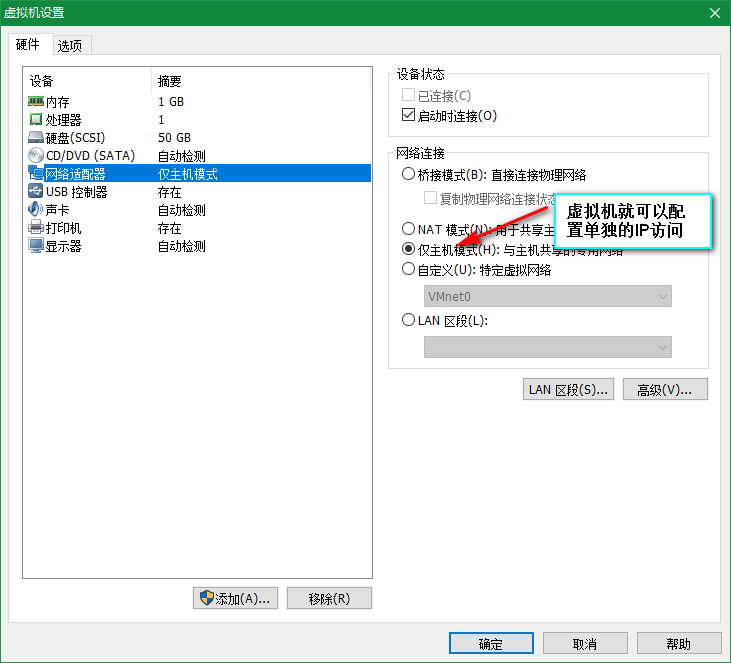 虚拟机设置
硬件 选项
设备 摘要
内存 1 GB
处理器 1
硬盘(SCSI) 50 GB
CD/DVD (SATA) 自动检测
网络适配器 仅主机模式
USB 控制器 存在
声卡 自动检测
打印机 存在
显示器 自动检测
添加(A)... 移除(R)
设备状态
已连接(C)
启动时连接(O)
网络连接
桥接模式(B): 直接连接物理网络
复制物理网络连接状态
NAT 模式(N): 用于共享主
仅主机模式(H): 与主机共享的专用网络
自定义(U): 特定虚拟网络
VMnet0
LAN 区段(L):
LAN 区段(S)... 高级(V)...
虚拟机就可以配
置单独的IP访问
确定 取消 帮助